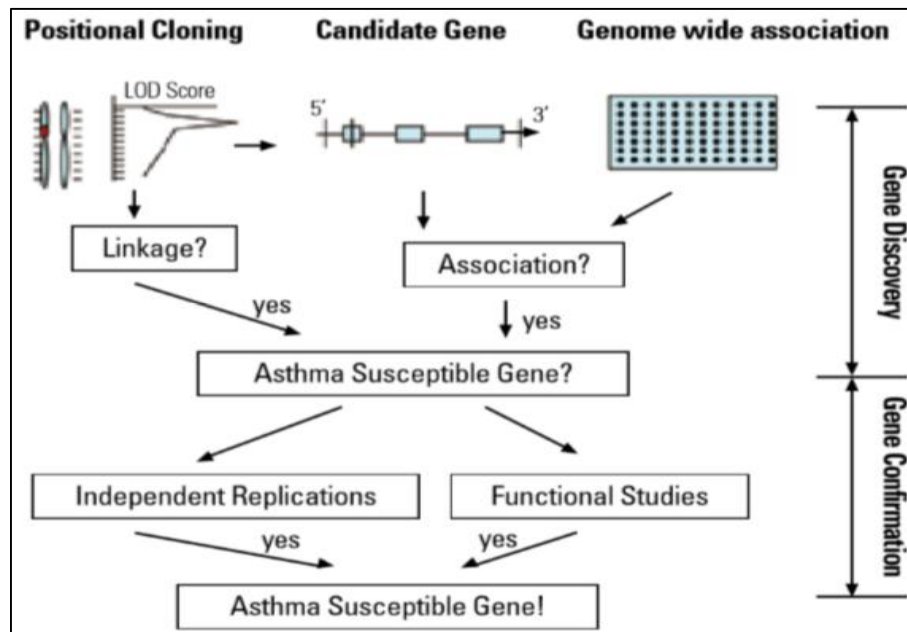 Positional Cloning
Candidate Gene
Genome wide association
LOD Score
5'
3'
Linkage?
Association?
yes
yes
Asthma Susceptible Gene?
Independent Replications
Functional Studies
yes
yes
Asthma Susceptible Gene!
Gene Discovery
Gene Confirmation